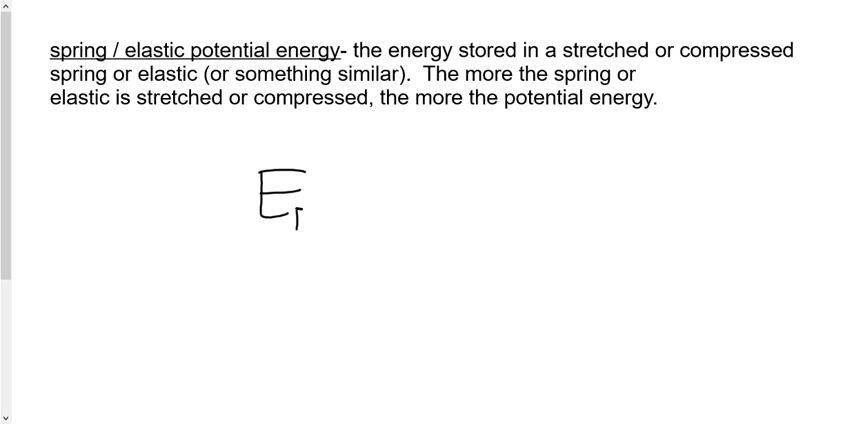 spring / elastic potential energy- the energy stored in a stretched or compressed
spring or elastic (or something similar).  The more the spring or
elastic is stretched or compressed, the more the potential energy.
E